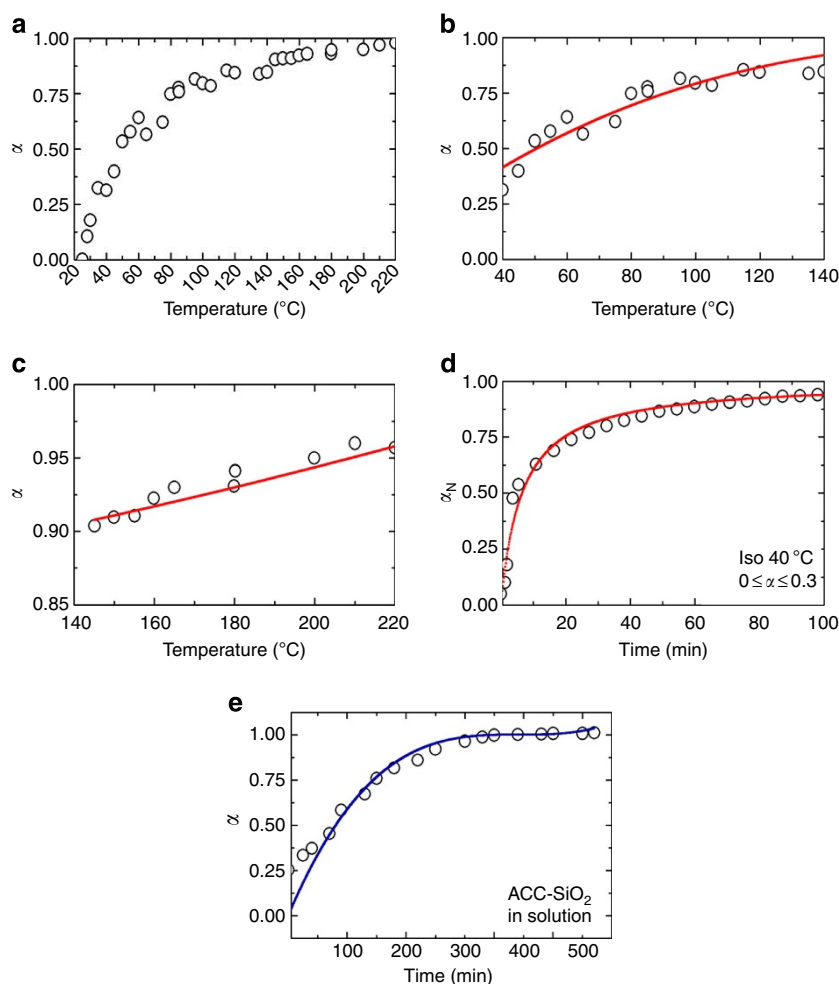 a
1.00
0.75
0.50
0.25
0.00
α
20 40 60 80 100 120 140 160 180 200 220
Temperature (°C)
b
1.00
0.75
0.50
0.25
0.00
α
40 60 80 100 120 140
Temperature (°C)
c
1.00
0.95
0.90
0.85
α
140 160 180 200 220
Temperature (°C)
d
1.00
0.75
0.50
0.25
0.00
αN
Iso 40 °C
0 ≤ α ≤ 0.3
20 40 60 80 100
Time (min)
e
1.00
0.75
0.50
0.25
0.00
α
ACC-SiO2
in solution
100 200 300 400 500
Time (min)